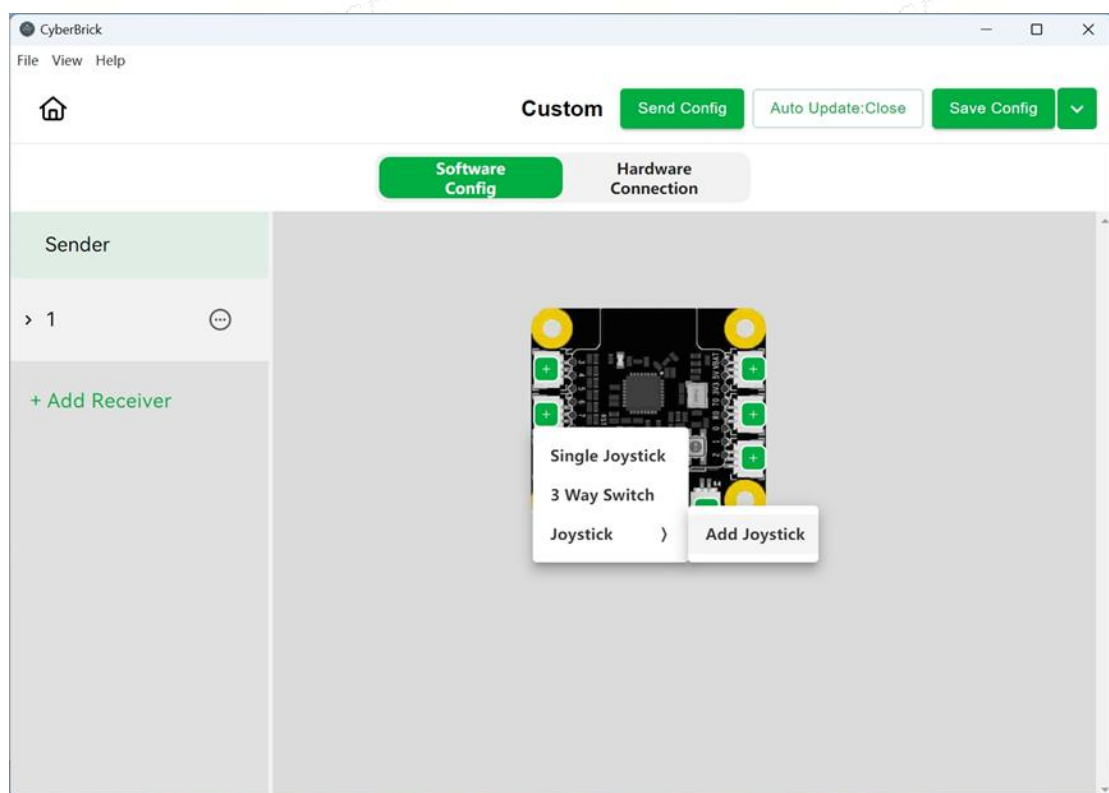 CyberBrick
File View Help
Custom Send Config Auto Update:Close Save Config
Software Config
Hardware Connection
Sender
1
+ Add Receiver
Single Joystick
3 Way Switch
Joystick
Add Joystick